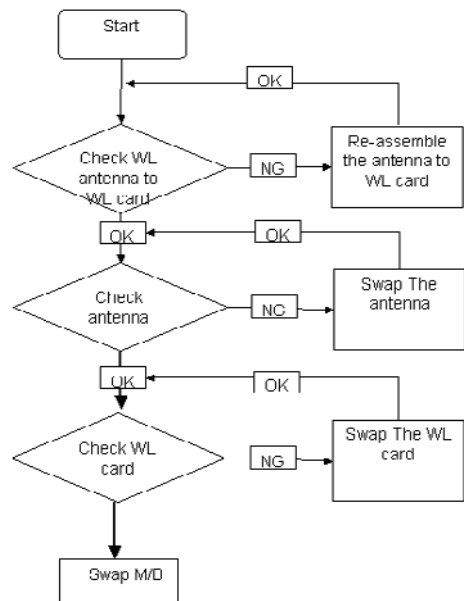 Start
OK
Check WL
antenna to
WL card
NG
Re-assemble
the antenna to
WL card
OK
OK
Check
antenna
NG
Swap The
antenna
OK
OK
Check WL
card
NG
Swap The WL
card
Swap M/B